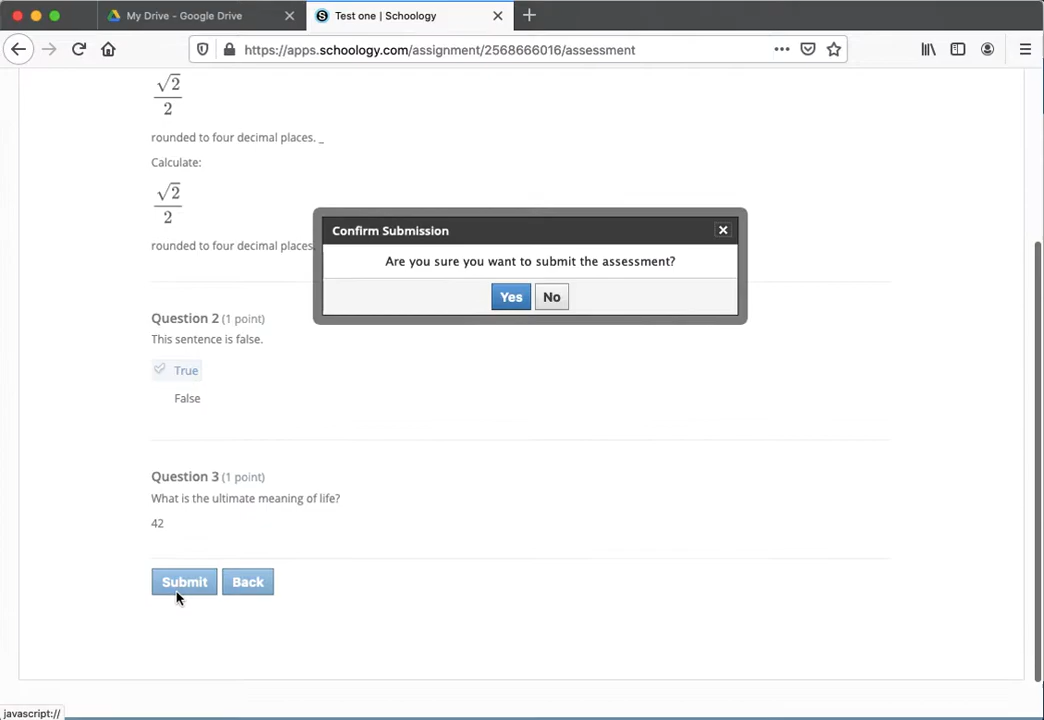 My Drive - Google Drive
Test one | Schoology
https://apps.schoology.com/assignment/2568666016/assessment
√2
2
rounded to four decimal places. _
Calculate:
√2
2
rounded to four decimal places.
Confirm Submission
Are you sure you want to submit the assessment?
Yes No
Question 2 (1 point)
This sentence is false.
True
False
Question 3 (1 point)
What is the ultimate meaning of life?
42
Submit Back
javascript://